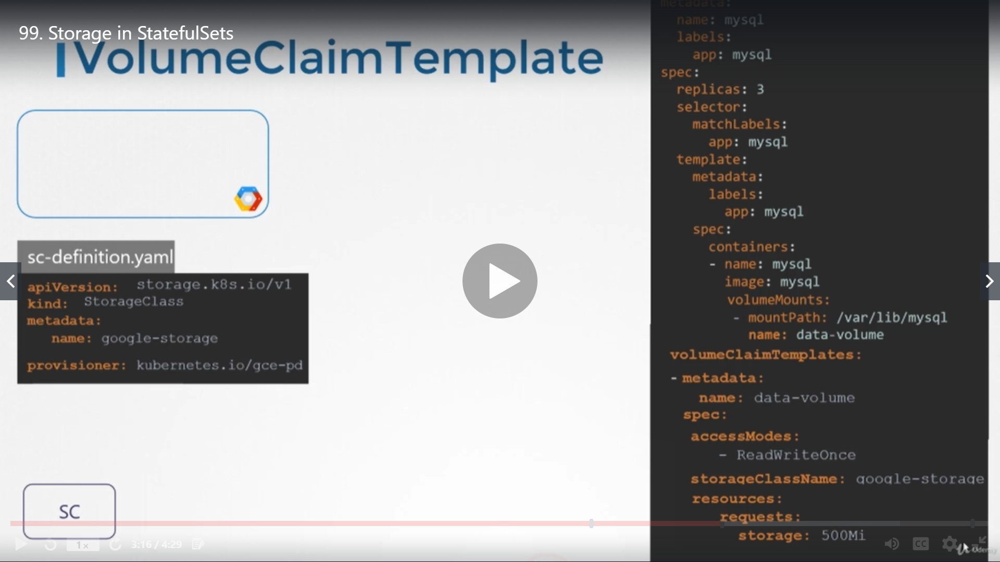 99. Storage in StatefulSets
VolumeClaimTemplate
sc-definition.yaml
apiVersion: storage.k8s.io/v1
kind: StorageClass
metadata:
name: google-storage
provisioner: kubernetes.io/gce-pd
SC
metadata:
name: mysql
labels:
app: mysql
spec:
replicas: 3
selector:
matchLabels:
app: mysql
template:
metadata:
labels:
app: mysql
spec:
containers:
- name: mysql
image: mysql
volumeMounts:
- mountPath: /var/lib/mysql
name: data-volume
volumeClaimTemplates:
- metadata:
name: data-volume
spec:
accessModes:
- ReadWriteOnce
storageClassName: google-storage
resources:
requests:
storage: 500Mi
1x
3:16 / 4:29
CC
Udemy